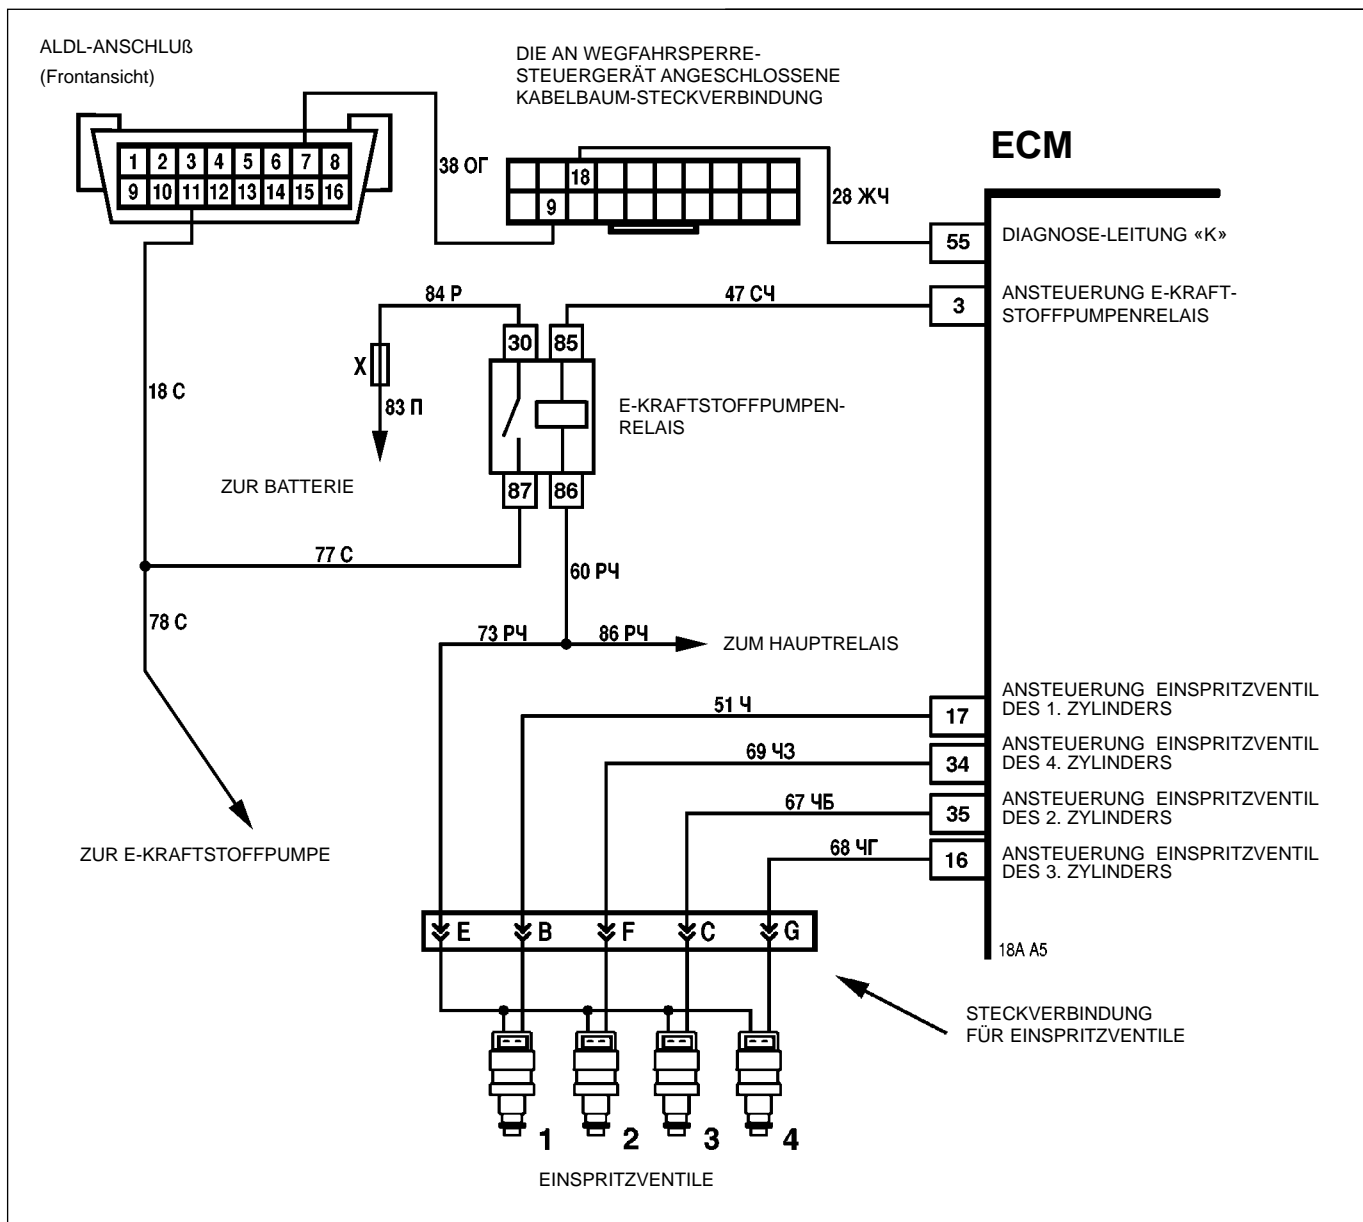 ALDL-ANSCHLUß
(Frontansicht)
DIE AN WEGFAHRSPERRE-
STEUERGERÄT ANGESCHLOSSENE
KABELBAUM-STECKVERBINDUNG
ECM
1 2 3 4 5 6 7 8
9 10 11 12 13 14 15 16
38 ОГ
18
9
28 ЖЧ
55
DIAGNOSE-LEITUNG «K»
84 Р
47 СЧ
3
ANSTEUERUNG E-KRAFT-
STOFFPUMPENRELAIS
30 85
X
18 С
83 П
E-KRAFTSTOFFPUMPEN-
RELAIS
ZUR BATTERIE
87 86
77 С
60 РЧ
78 С
73 РЧ
86 РЧ
ZUM HAUPTRELAIS
51 Ч
17
ANSTEUERUNG EINSPRITZVENTIL
DES 1. ZYLINDERS
69 ЧЗ
34
ANSTEUERUNG EINSPRITZVENTIL
DES 4. ZYLINDERS
67 ЧБ
35
ANSTEUERUNG EINSPRITZVENTIL
DES 2. ZYLINDERS
68 ЧГ
16
ANSTEUERUNG EINSPRITZVENTIL
DES 3. ZYLINDERS
ZUR E-KRAFTSTOFFPUMPE
E B F C G
18A A5
STECKVERBINDUNG
FÜR EINSPRITZVENTILE
1 2 3 4
EINSPRITZVENTILE